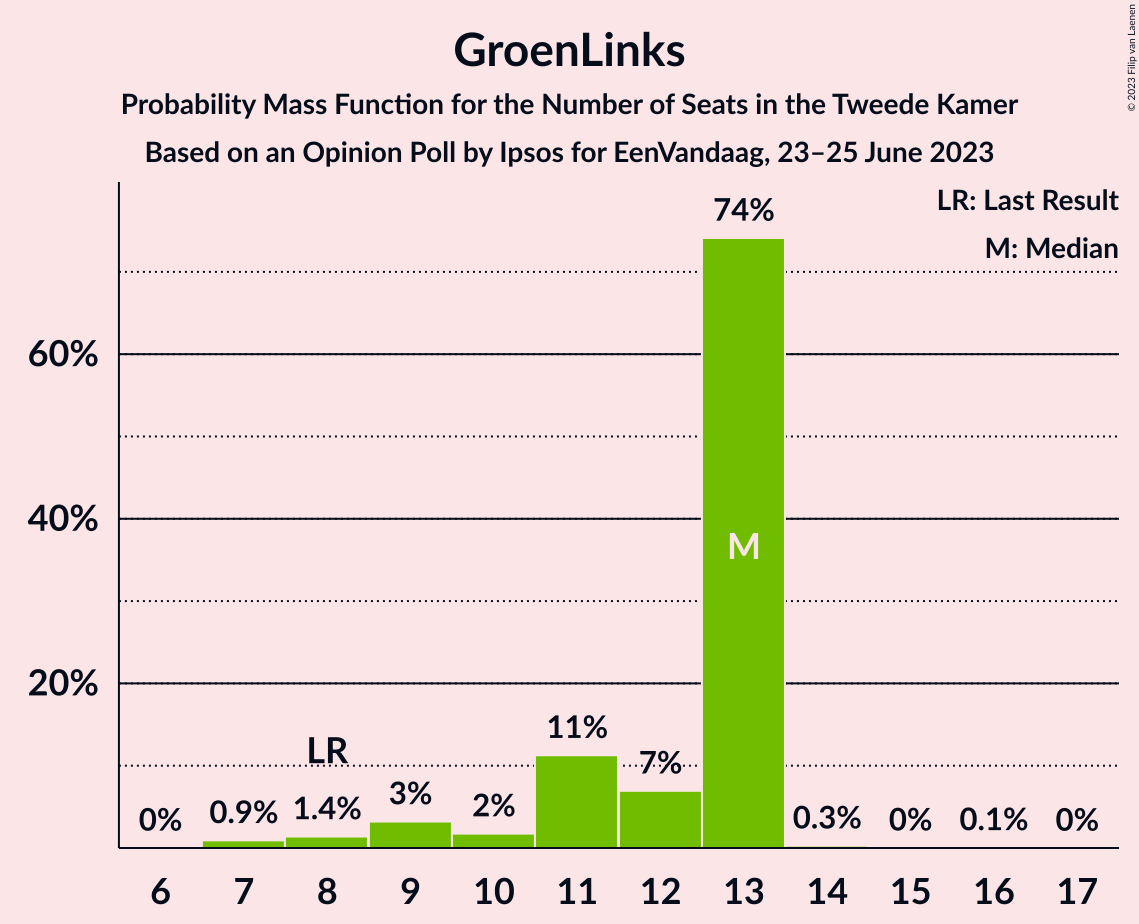 GroenLinks
Probability Mass Function for the Number of Seats in the Tweede Kamer
Based on an Opinion Poll by Ipsos for EenVandaag, 23–25 June 2023
© 2023 Filip van Laenen
LR: Last Result
M: Median
74%
60%
40%
M
20%
11%
LR
7%
3%
2%
1.4%
0.9%
0%
0.3%
0%
0.1%
0%
6 7 8 9 10 11 12 13 14 15 16 17